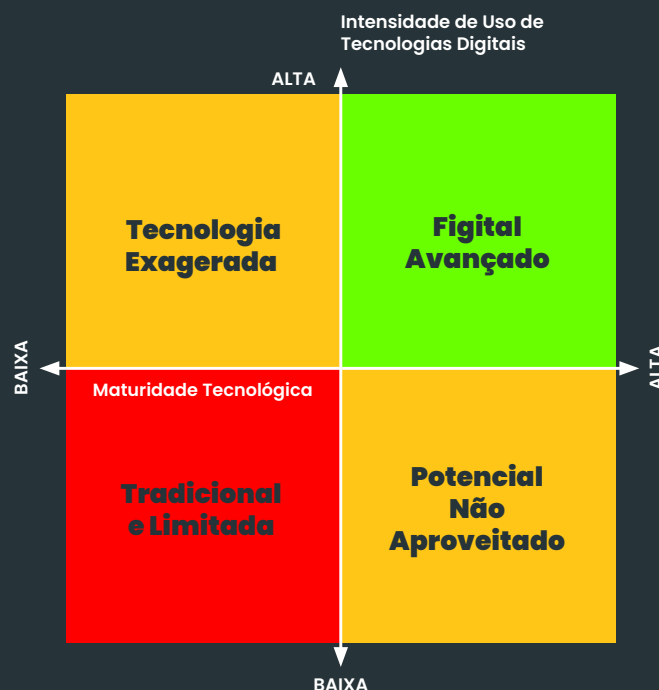 Intensidade de Uso de
Tecnologias Digitais
ALTA
Tecnologia
Exagerada
Figital
Avançado
BAIXA
ALTA
Maturidade Tecnológica
Tradicional
e Limitada
Potencial
Não
Aproveitado
BAIXA